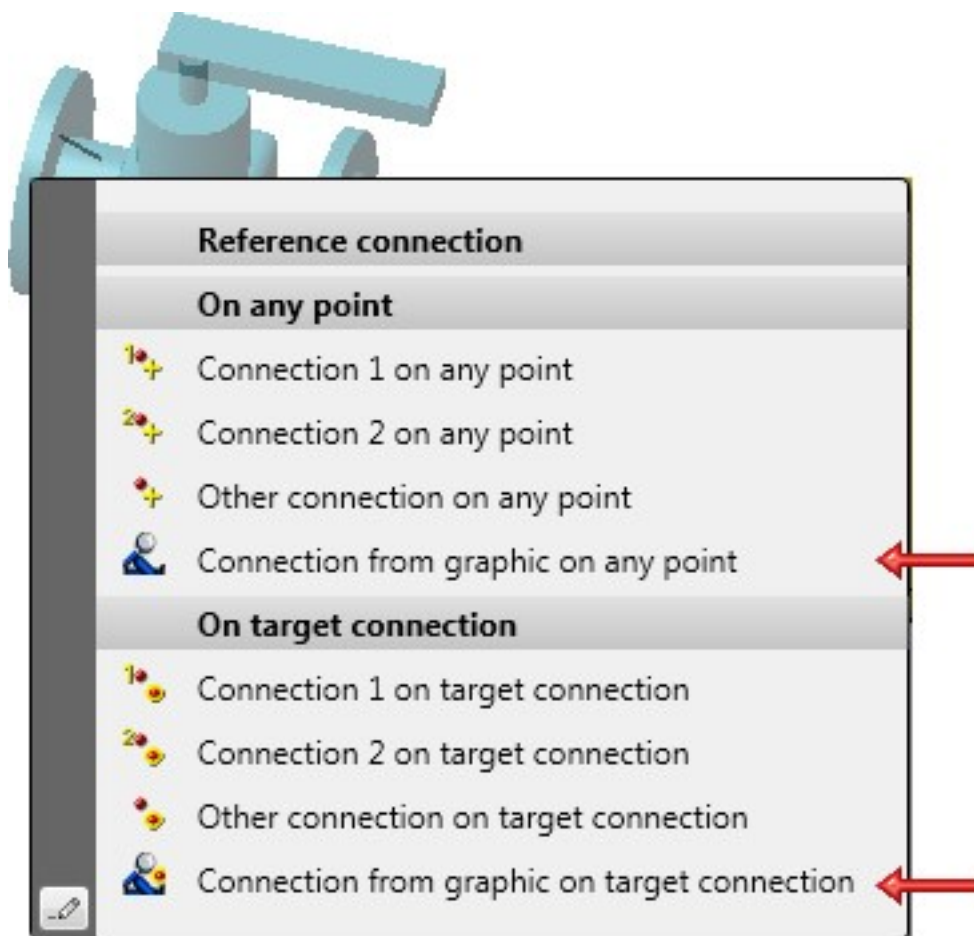 Reference connection
On any point
Connection 1 on any point
Connection 2 on any point
Other connection on any point
Connection from graphic on any point
On target connection
Connection 1 on target connection
Connection 2 on target connection
Other connection on target connection
Connection from graphic on target connection